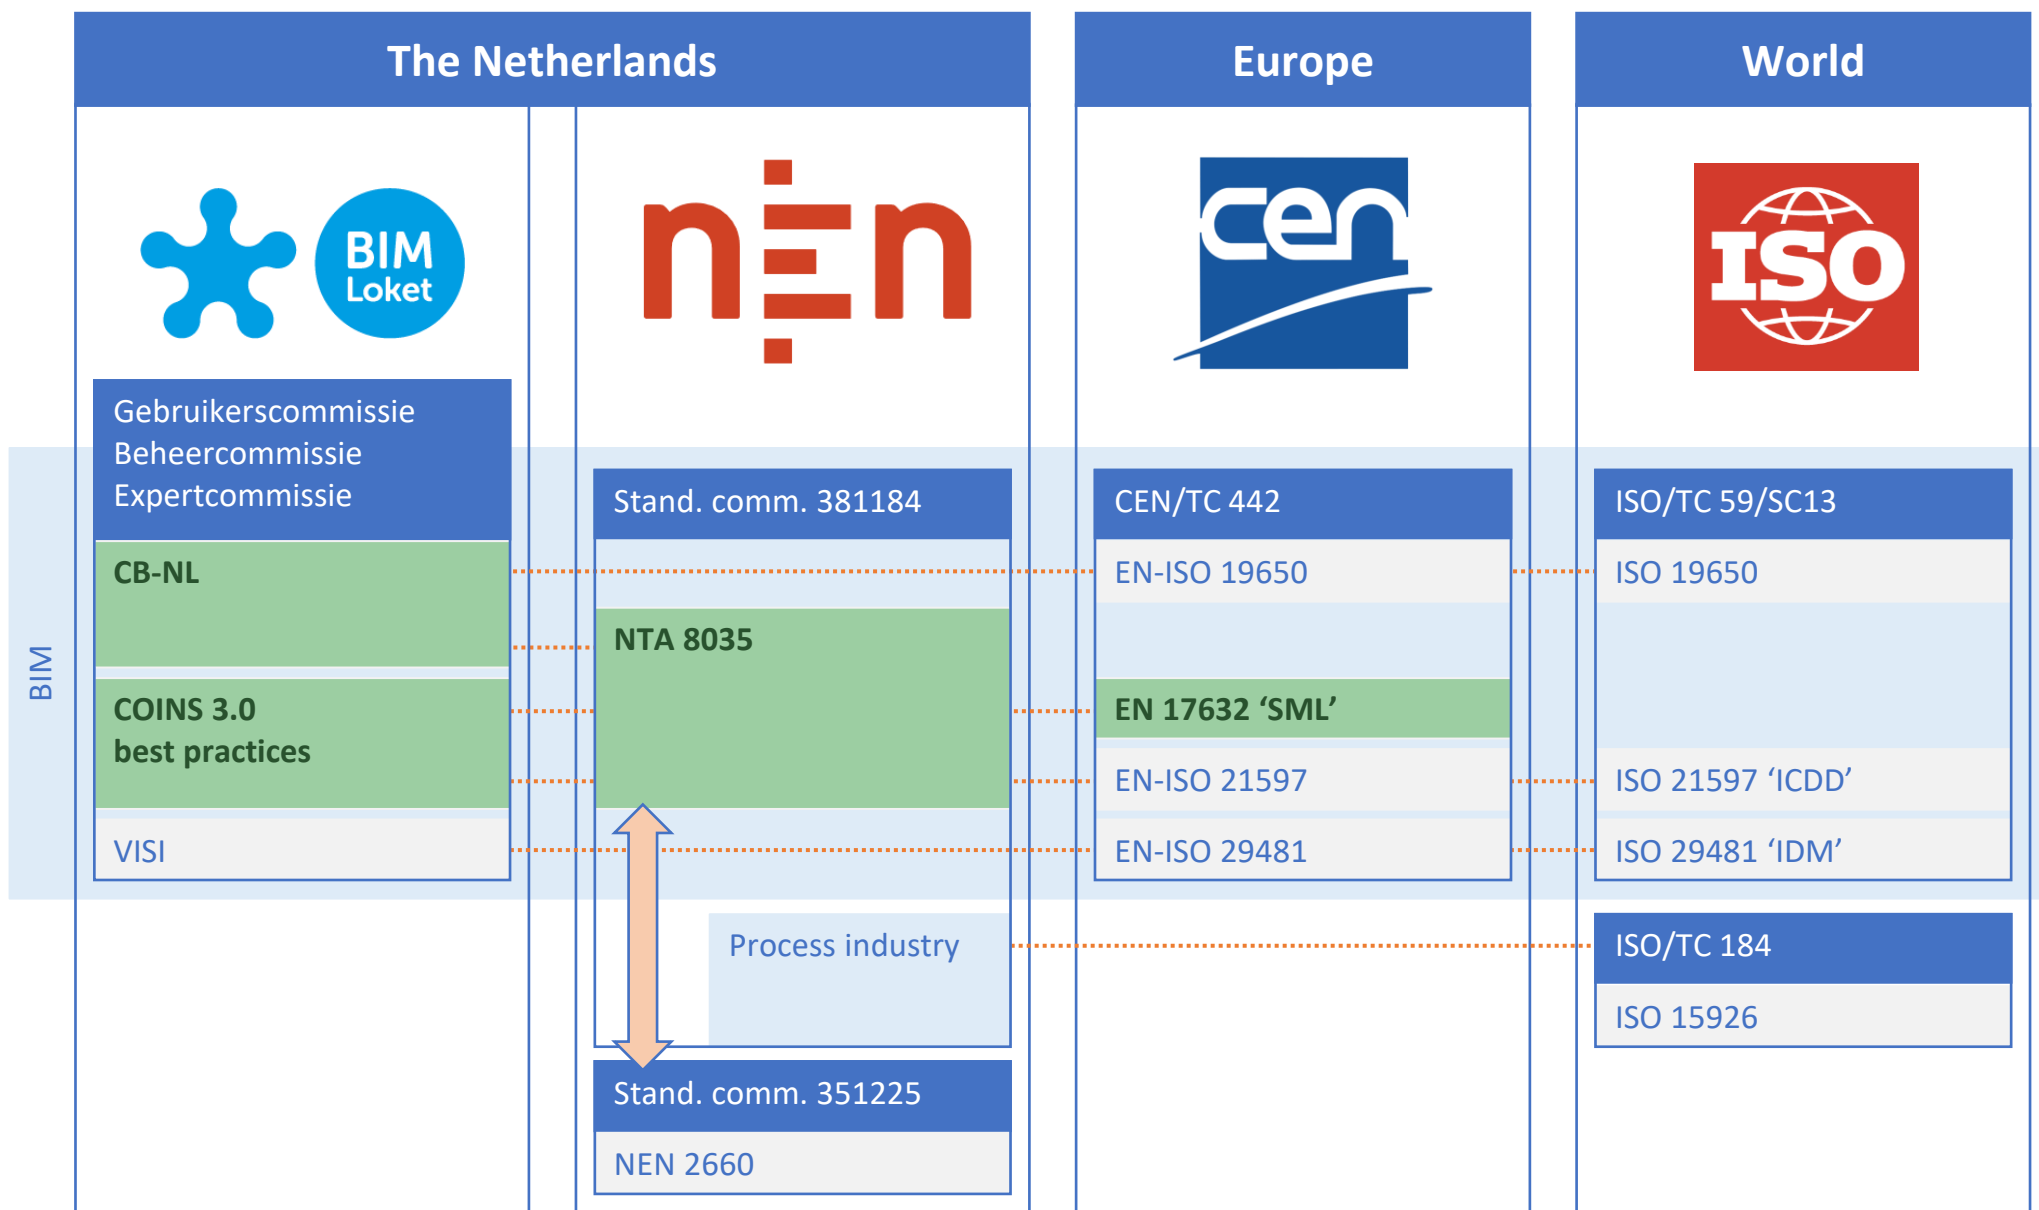 The Netherlands
Europe
World
BIM
Loket
nEn
cen
ISO
Gebruikerscommissie
Beheercommissie
Expertcommissie
CB-NL
COINS 3.0
best practices
VISI
Stand. comm. 381184
NTA 8035
Process industry
Stand. comm. 351225
NEN 2660
CEN/TC 442
EN-ISO 19650
EN 17632 ‘SML’
EN-ISO 21597
EN-ISO 29481
ISO/TC 59/SC13
ISO 19650
ISO 21597 ‘ICDD’
ISO 29481 ‘IDM’
ISO/TC 184
ISO 15926
BIM